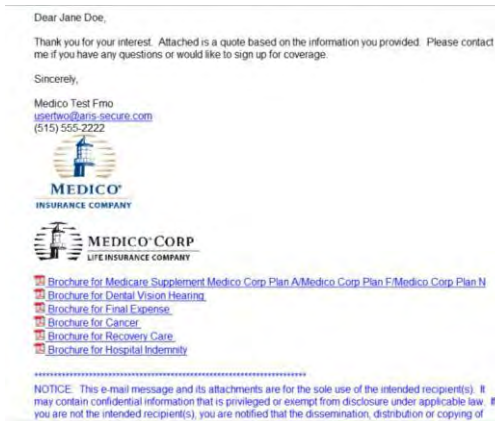 Dear Jane Doe,
Thank you for your interest. Attached is a quote based on the information you provided. Please contact
me if you have any questions or would like to sign up for coverage.
Sincerely,
Medico Test Fmo
usertwo@aris-secure.com
(515) 555-2222
MEDICO®
INSURANCE COMPANY
MEDICO® CORP
LIFE INSURANCE COMPANY
Brochure for Medicare Supplement Medico Corp Plan A/Medico Corp Plan F/Medico Corp Plan N
Brochure for Dental Vision Hearing
Brochure for Final Expense
Brochure for Cancer
Brochure for Recovery Care
Brochure for Hospital Indemnity
************************************************************************
NOTICE: This e-mail message and its attachments are for the sole use of the intended recipient(s). It
may contain confidential information that is privileged or exempt from disclosure under applicable law. If
you are not the intended recipient(s), you are notified that the dissemination, distribution or copying of